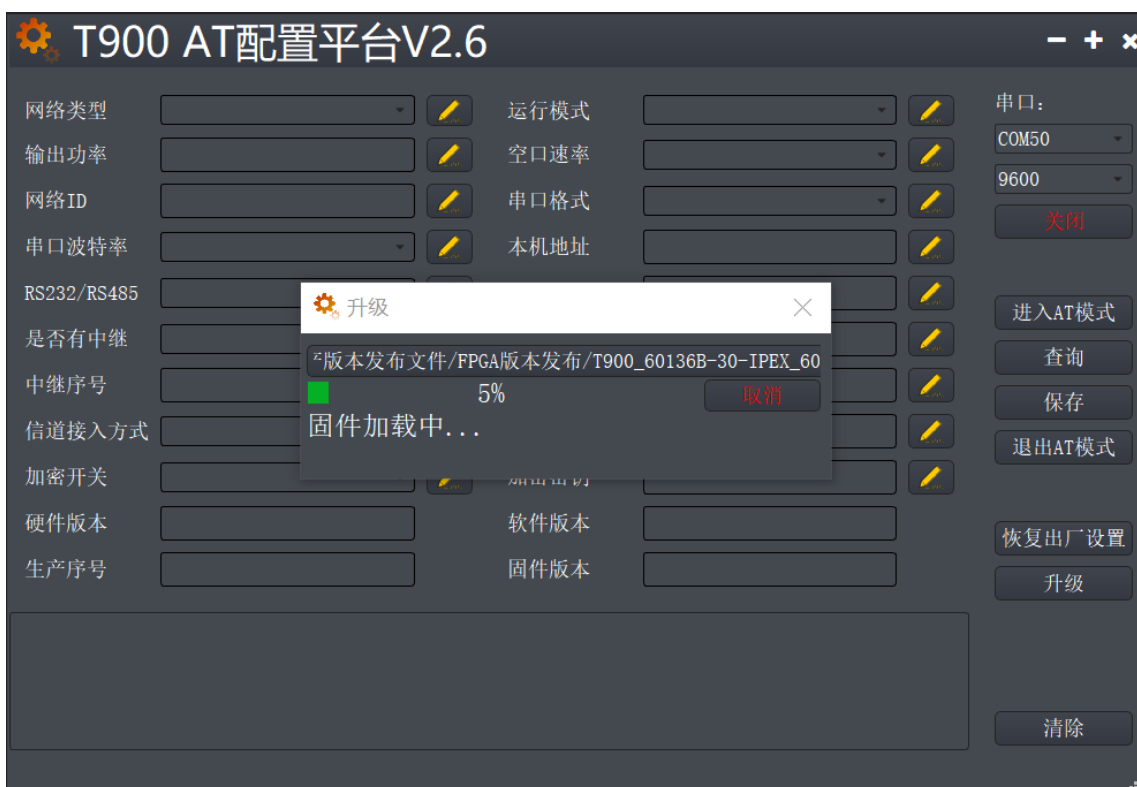 T900 AT配置平台V2.6
网络类型
运行模式
串口：
输出功率
空口速率
COM50
网络ID
串口格式
9600
串口波特率
本机地址
关闭
RS232/RS485
升级
进入AT模式
是否有中继
版本发布文件/FPGA版本发布/T900_60136B-30-IPEX_60
查询
中继序号
5%
取消
保存
信道接入方式
固件加载中...
退出AT模式
加密开关
硬件版本
软件版本
恢复出厂设置
生产序号
固件版本
升级
清除